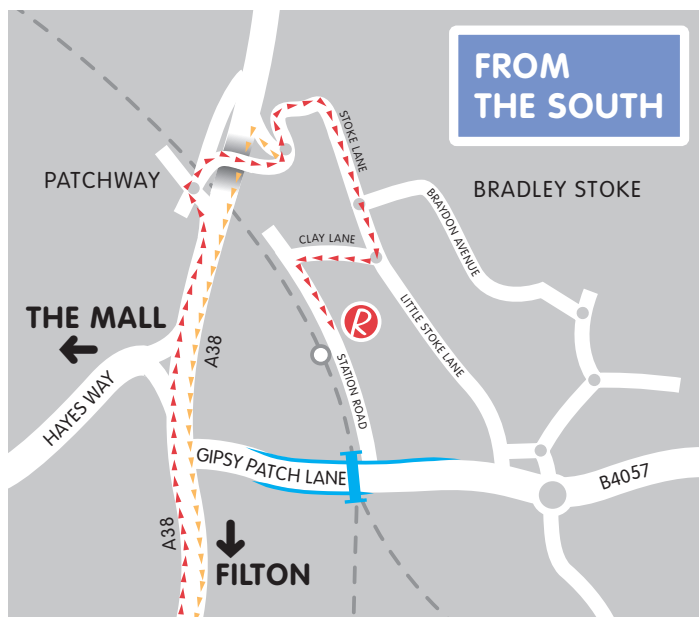 FROM
THE SOUTH
STOKE LANE
PATCHWAY
BRADLEY STOKE
BRAYDON AVENUE
CLAY LANE
THE MALL
R
A38
LITTLE STOKE LANE
STATION ROAD
HAYES WAY
GIPSY PATCH LANE
B4057
A38
FILTON